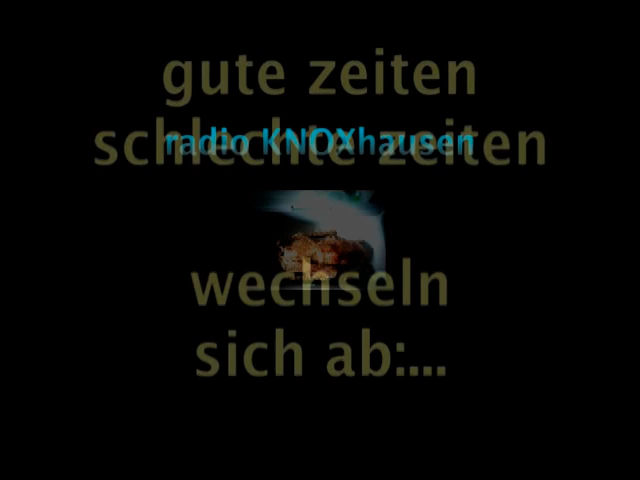 gute zeiten
schlechte zeiten
radio KNOXhausen
wechseln
sich ab:...